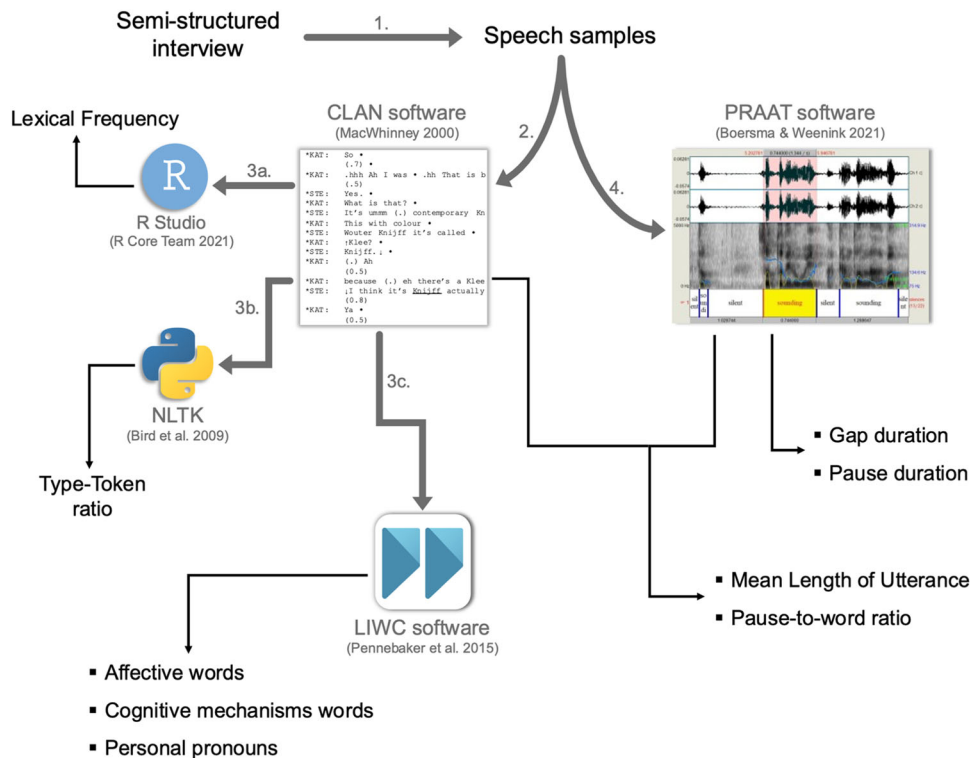 Semi-structured
interview
1.
Speech samples
Lexical Frequency
3a.
R
R Studio
(R Core Team 2021)
CLAN software
(MacWhinney 2000)
*KAT: So •
(.7) •
*KAT: .hhh Ah I was • .hh That is b
(.5)
*STE: Yes. •
*KAT: What is that? •
*STE: It's ummm (.) contemporary Kn
*KAT: This with colour
*STE: Wouter Knijff it's called •
*KAT: ↑Klee? •
*STE: Knijff.↓ •
*KAT: (.) Ah
(0.5)
*KAT: because (.) eh there's a Klee
*STE: ↓I think it's Knijff actually
(0.8)
*KAT: Ya •
(0.5)
2.
4.
PRAAT software
(Boersma & Weenink 2021)
silent
sounding
silent
sounding
3b.
NLTK
(Bird et al. 2009)
3c.
Type-Token
ratio
▪ Gap duration
▪ Pause duration
LIWC software
(Pennebaker et al. 2015)
▪ Mean Length of Utterance
▪ Pause-to-word ratio
▪ Affective words
▪ Cognitive mechanisms words
▪ Personal pronouns